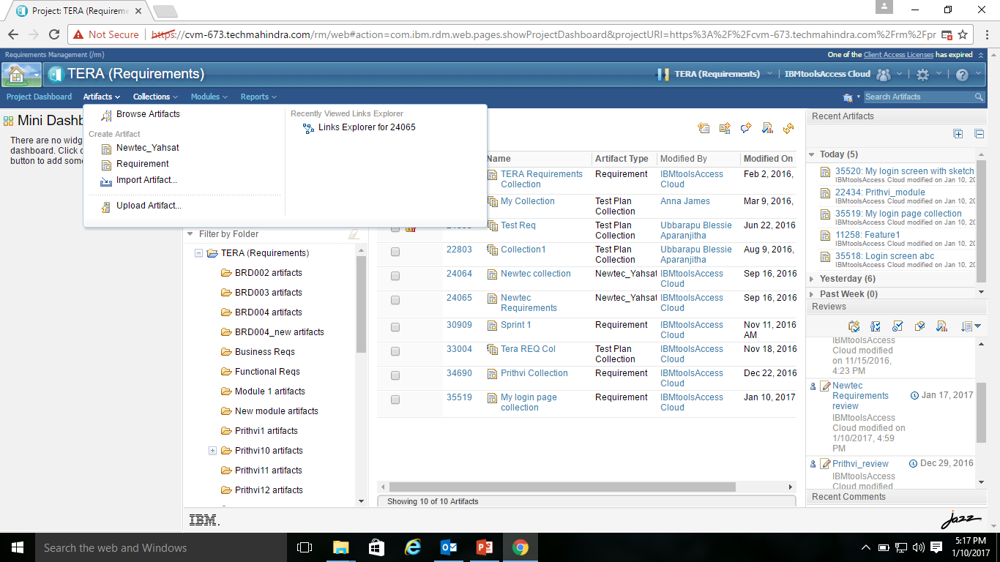 Project: TERA (Requirem
Not Secure
https://cvm-673.techmahindra.com/rm/web#action=com.ibm.rdm.web.pages.showProjectDashboard&projectURI=https%3A%2F%2Fcvm-673.techmahindra.com%2Frm%2Fpr
Requirements Management (/rm)
One of the Client Access Licenses has expired
TERA (Requirements)
TERA (Requirements)
IBMtoolsAccess Cloud
Project Dashboard
Artifacts
Collections
Modules
Reports
Search Artifacts
Mini Dashb
There are no widg
dashboard. Click o
button to add some
Browse Artifacts
Create Artifact
Newtec_Yahsat
Requirement
Import Artifact...
Upload Artifact...
Recently Viewed Links Explorer
Links Explorer for 24065
Filter by Folder
TERA (Requirements)
BRD002 artifacts
BRD003 artifacts
BRD004 artifacts
BRD004_new artifacts
Business Reqs
Functional Reqs
Module 1 artifacts
New module artifacts
Prithvi1 artifacts
Prithvi10 artifacts
Prithvi11 artifacts
Prithvi12 artifacts
Name Artifact Type Modified By Modified On
TERA Requirements Requirement IBMtoolsAccess Feb 2, 2016,
Collection Cloud
My Collection Test Plan Anna James Mar 9, 2016,
Collection
Test Req Test Plan Ubbarapu Blessie Jun 22, 2016
Collection Aparanjitha
22803 Collection1 Test Plan Ubbarapu Blessie Aug 9, 2016,
Collection Aparanjitha
24064 Newtec collection Newtec_Yahsat IBMtoolsAccess Sep 16, 2016
Cloud
24065 Newtec Newtec_Yahsat IBMtoolsAccess Sep 16, 2016
Requirements Cloud
30909 Sprint 1 Requirement IBMtoolsAccess Nov 11, 2016
Cloud AM
33004 Tera REQ Col Test Plan IBMtoolsAccess Nov 18, 2016
Collection Cloud
34690 Prithvi Collection Requirement IBMtoolsAccess Dec 22, 2016
Cloud
35519 My login page Requirement IBMtoolsAccess Jan 10, 2017
collection Cloud
Showing 10 of 10 Artifacts
Recent Artifacts
Today (5)
35520: My login screen with sketch
IBMtoolsAccess Cloud modified on Jan 10, 20
22434: Prithvi_module
IBMtoolsAccess Cloud modified on Jan 10, 20
35519: My login page collection
IBMtoolsAccess Cloud modified on Jan 10, 20
11258: Feature1
IBMtoolsAccess Cloud modified on Jan 10, 20
35518: Login screen abc
IBMtoolsAccess Cloud modified on Jan 10, 20
Yesterday (6)
Past Week (0)
Reviews
IBMtoolsAccess
Cloud modified
on 11/15/2016,
4:23 PM
Newtec
Requirements
review
Jan 17, 2017
IBMtoolsAccess
Cloud modified on
1/10/2017, 4:59
PM
Prithvi_review
Dec 29, 2016
IBMtoolsAccess
Cloud modified
Recent Comments
IBM.
jazz
Search the web and Windows
5:17 PM
1/10/2017